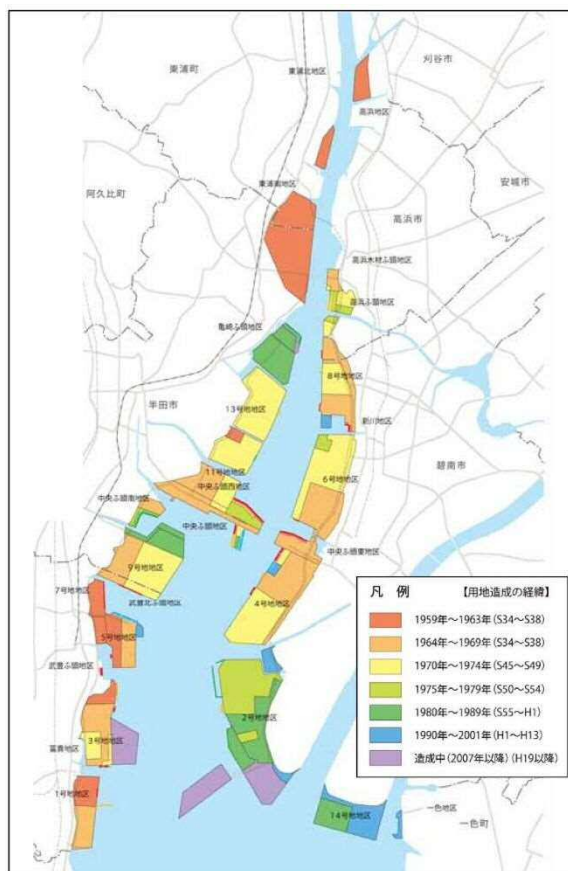 東浦町
東浦北地区
刈谷市
高浜地区
安城市
東浦南地区
阿久比町
高浜市
高浜木材ふ頭地区
高浜ふ頭地区
亀崎ふ頭地区
8号地地区
半田市
13号地地区
新川地区
碧南市
11号地地区
6号地地区
中央ふ頭西地区
中央ふ頭南地区
中央ふ頭地区
中央ふ頭東地区
9号地地区
7号地地区
武豊北ふ頭地区
4号地地区
5号地地区
武豊ふ頭地区
2号地地区
3号地地区
富貴地区
1号地地区
14号地地区
一色地区
一色町
凡 例 【用地造成の経緯】
1959年～1963年(S34～S38)
1964年～1969年(S34～S38)
1970年～1974年(S45～S49)
1975年～1979年(S50～S54)
1980年～1989年(S55～H1)
1990年～2001年(H1～H13)
造成中(2007年以降)(H19以降)